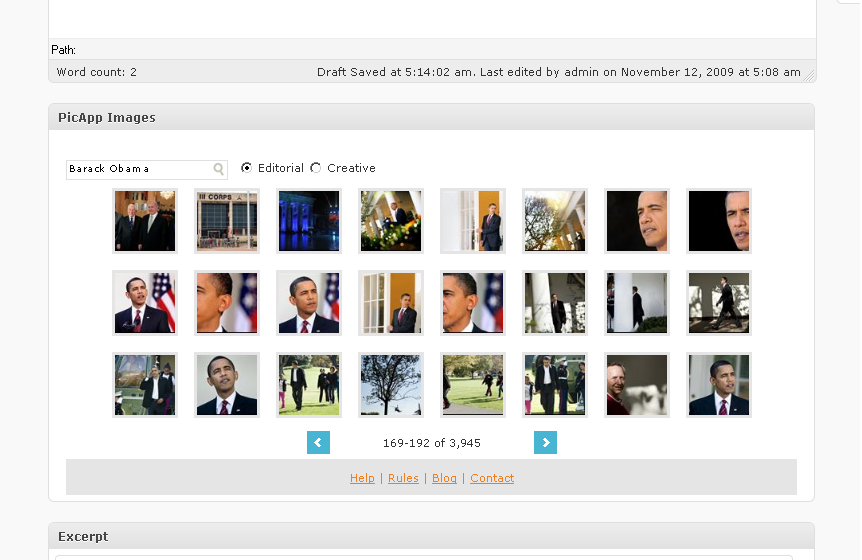 Path:
Word count: 2 Draft Saved at 5:14:02 am. Last edited by admin on November 12, 2009 at 5:08 am
PicApp Images
Barack Obama Editorial Creative
III CORPS
169-192 of 3,945
Help | Rules | Blog | Contact
Excerpt